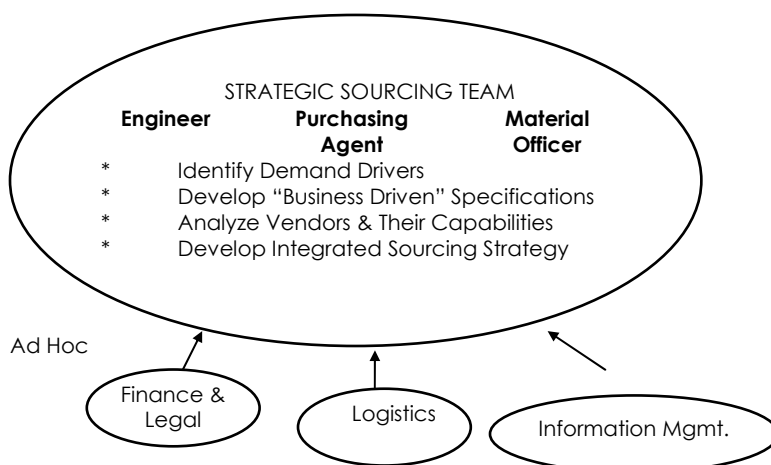 STRATEGIC SOURCING TEAM
Engineer Purchasing Material
Agent Officer
* Identify Demand Drivers
* Develop “Business Driven” Specifications
* Analyze Vendors & Their Capabilities
* Develop Integrated Sourcing Strategy
Ad Hoc
Finance &
Legal
Logistics
Information Mgmt.